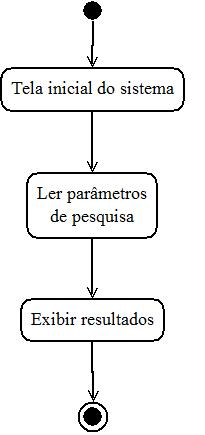 Tela inicial do sistema
Ler parâmetros
de pesquisa
Exibir resultados